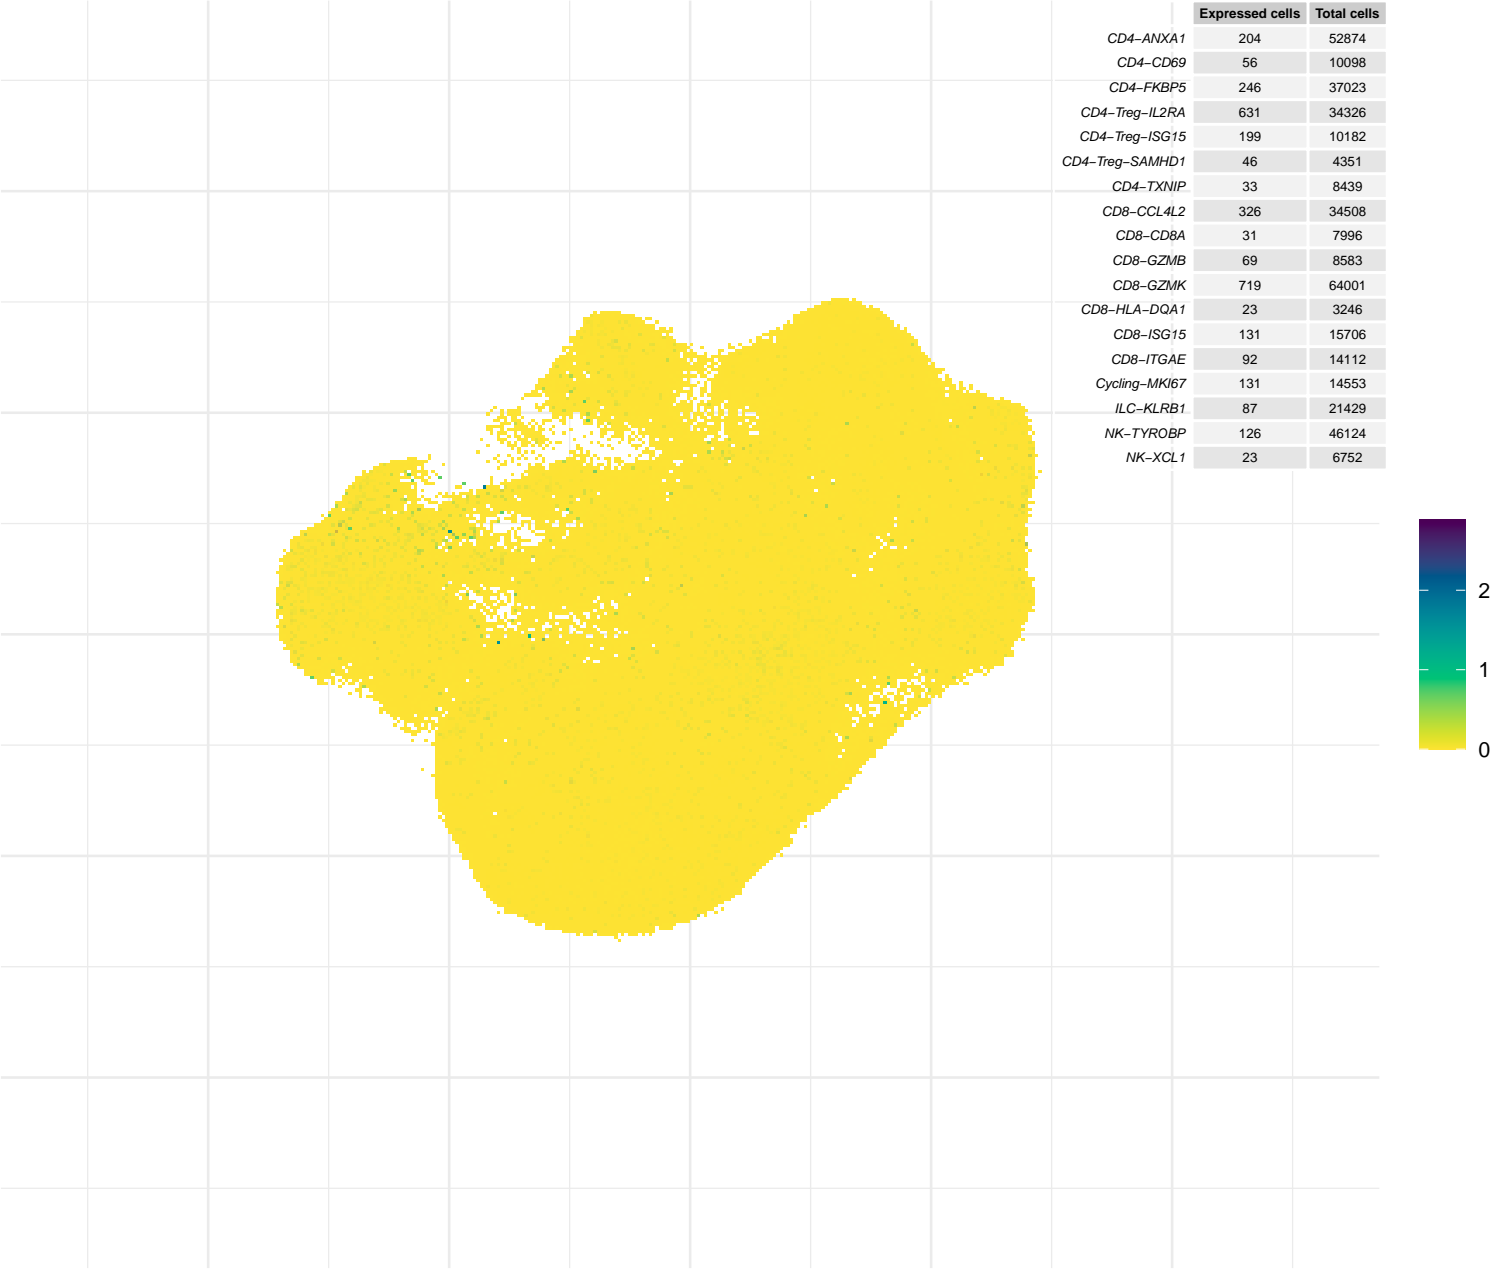 Expressed cells Total cells
CD4−ANXA1 204 52874
CD4−CD69 56 10098
CD4−FKBP5 246 37023
CD4−Treg−IL2RA 631 34326
CD4−Treg−ISG15 199 10182
CD4−Treg−SAMHD1 46 4351
CD4−TXNIP 33 8439
CD8−CCL4L2 326 34508
CD8−CD8A 31 7996
CD8−GZMB 69 8583
CD8−GZMK 719 64001
CD8−HLA−DQA1 23 3246
CD8−ISG15 131 15706
CD8−ITGAE 92 14112
Cycling−MKI67 131 14553
ILC−KLRB1 87 21429
NK−TYROBP 126 46124
NK−XCL1 23 6752
2
1
0